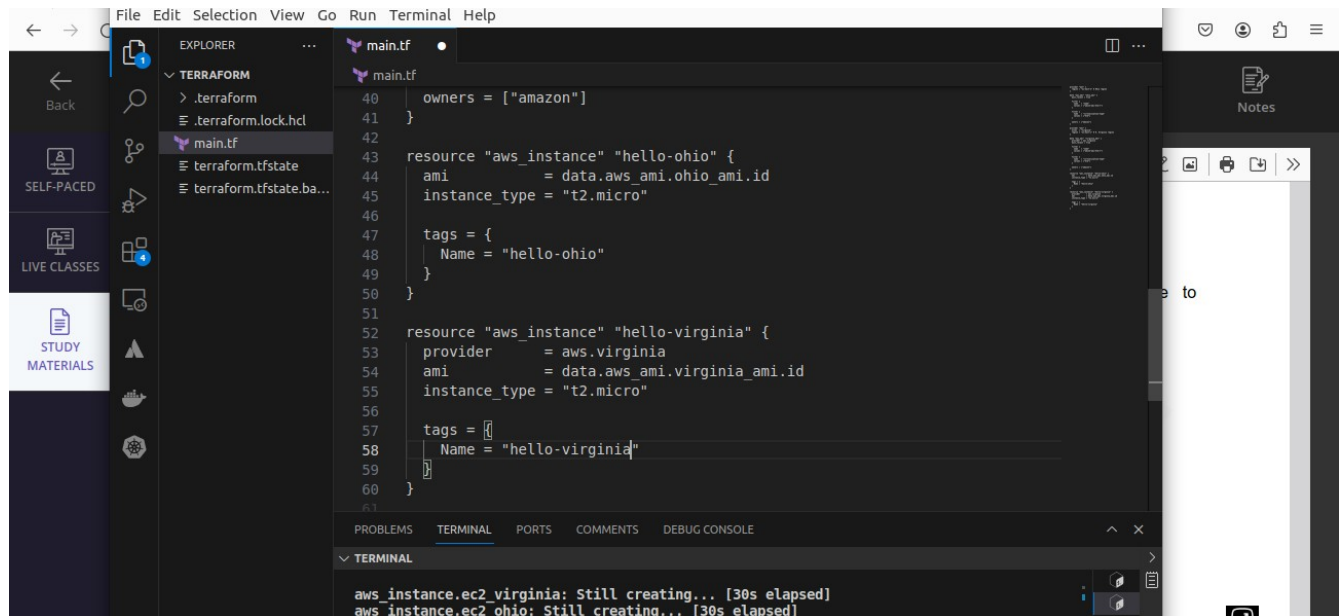 File Edit Selection View Go Run Terminal Help
Back
SELF-PACED
LIVE CLASSES
STUDY
MATERIALS
1
4
EXPLORER ...
TERRAFORM
.terraform
.terraform.lock.hcl
main.tf
terraform.tfstate
terraform.tfstate.ba...
main.tf
main.tf
40 owners = ["amazon"]
41 }
42
43 resource "aws_instance" "hello-ohio" {
44 ami = data.aws_ami.ohio_ami.id
45 instance_type = "t2.micro"
46
47 tags = {
48 Name = "hello-ohio"
49 }
50 }
51
52 resource "aws_instance" "hello-virginia" {
53 provider = aws.virginia
54 ami = data.aws_ami.virginia_ami.id
55 instance_type = "t2.micro"
56
57 tags = {
58 Name = "hello-virginia"
59 }
60 }
61
PROBLEMS TERMINAL PORTS COMMENTS DEBUG CONSOLE
TERMINAL
aws_instance.ec2_virginia: Still creating... [30s elapsed]
aws_instance.ec2_ohio: Still creating... [30s elapsed]
Notes
to